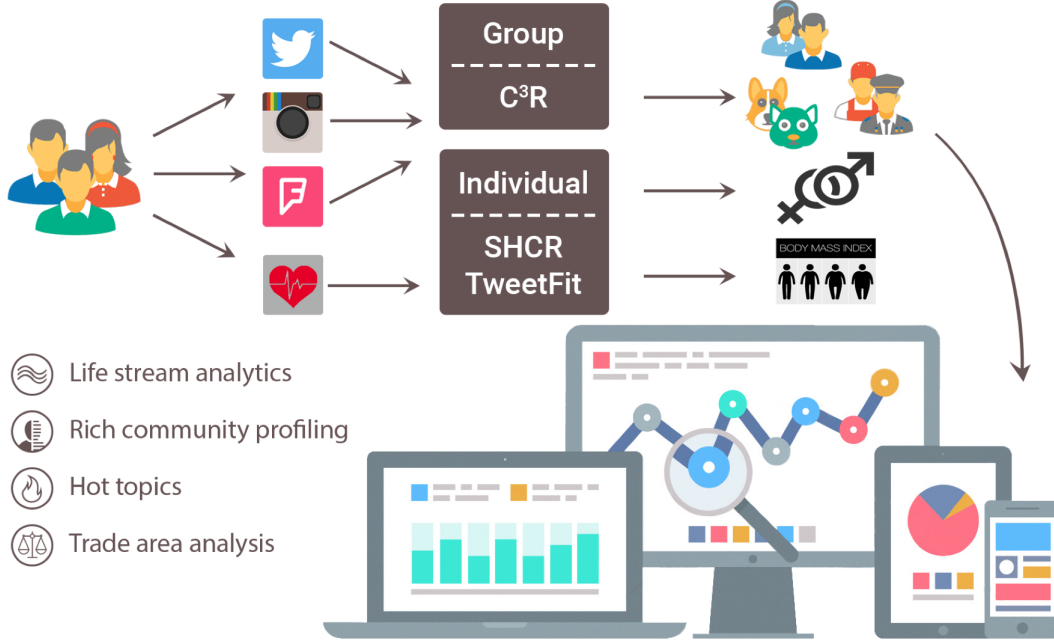 Group
C³R
Individual
SHCR
TweetFit
BODY MASS INDEX
Life stream analytics
Rich community profiling
Hot topics
Trade area analysis